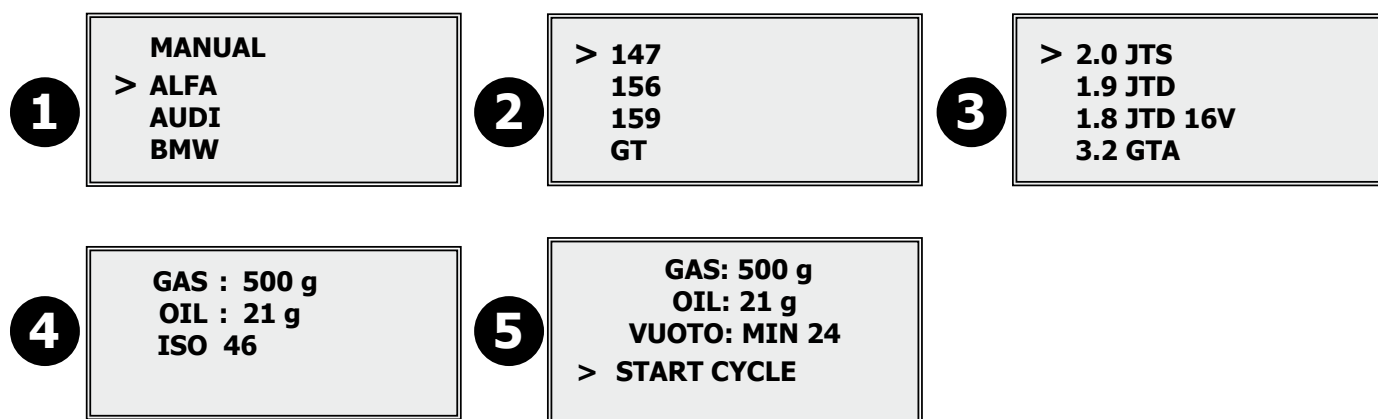 1
MANUAL
> ALFA
AUDI
BMW
2
> 147
156
159
GT
3
> 2.0 JTS
1.9 JTD
1.8 JTD 16V
3.2 GTA
4
GAS : 500 g
OIL : 21 g
ISO 46
5
GAS: 500 g
OIL: 21 g
VUOTO: MIN 24
> START CYCLE